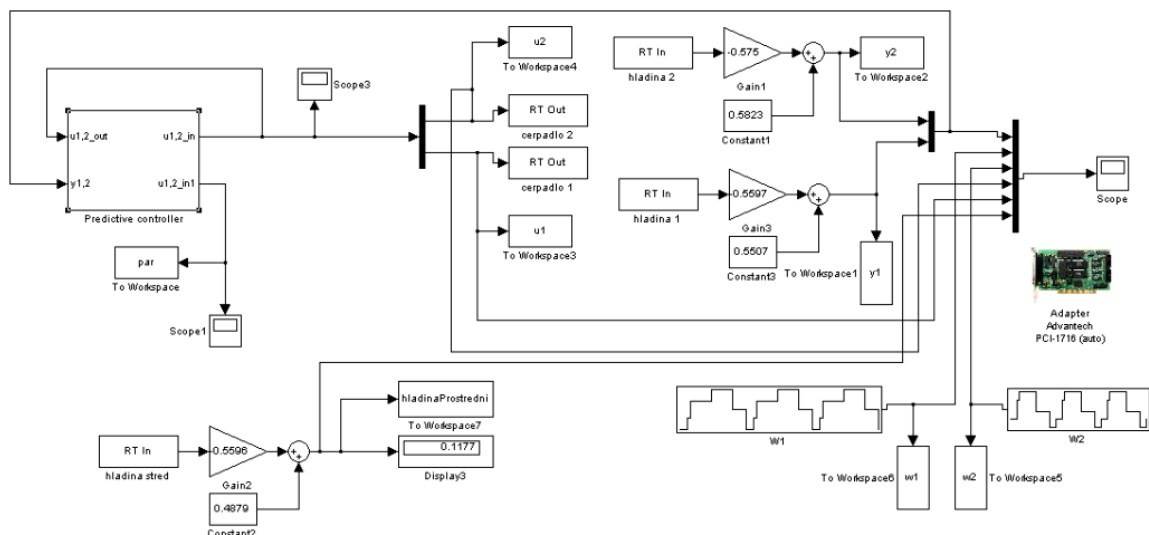 u1,2_out
u1,2_in
y1,2
u1,2_in1
Predictive controller
par
To Workspace
Scope1
Scope3
u2
To Workspace4
RT Out
cerpadlo 2
RT Out
cerpadlo 1
u1
To Workspace3
RT In
hladina 2
-0.575
Gain1
0.5823
Constant1
y2
To Workspace2
RT In
hladina 1
-0.5597
Gain3
0.5507
Constant3
To Workspace1
y1
Scope
Adapter
Advantech
PCI-1716 (auto)
W1
W2
To Workspace6
w1
w2
To Workspace5
RT In
hladina stred
0.5596
Gain2
0.4879
Constant2
hladinaProstredni
To Workspace7
0.1177
Display3